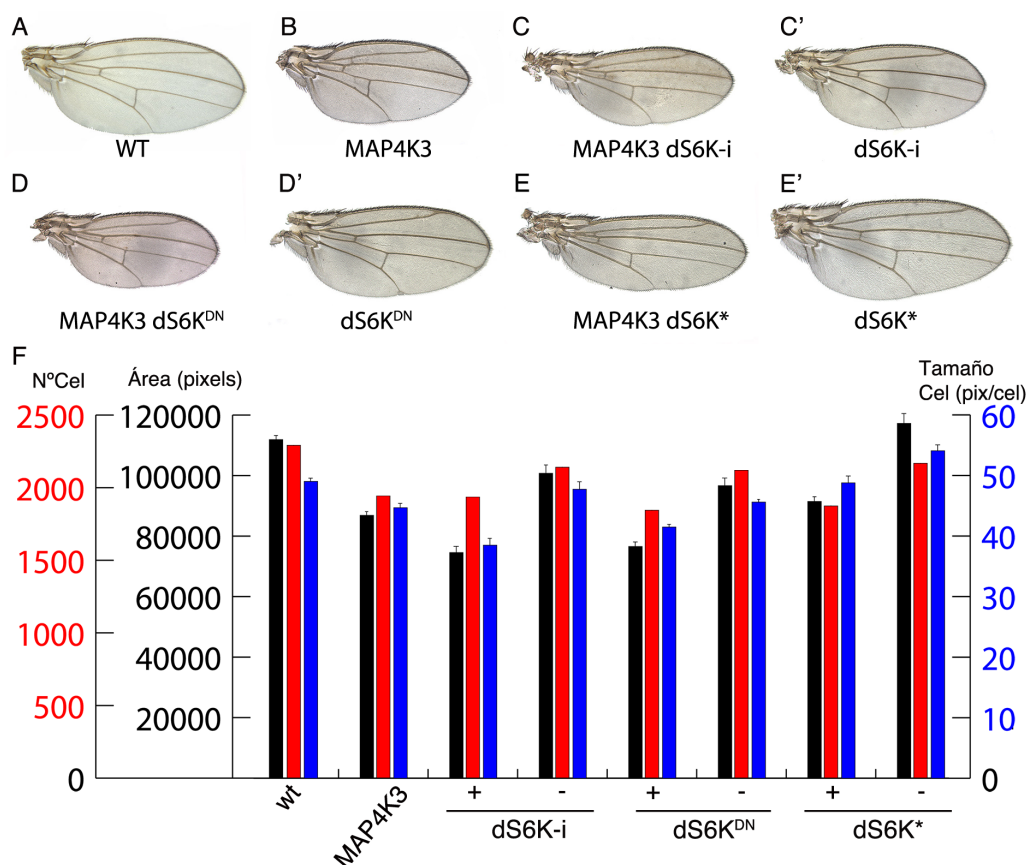 A B C C'
WT MAP4K3 MAP4K3 dS6K-i dS6K-i
D D' E E'
MAP4K3 dS6K^DN dS6K^DN MAP4K3 dS6K* dS6K*
F
NºCel Área (pixels) Tamaño
Cel (pix/cel)
2500 120000 60
2000 100000 50
1500 80000 40
60000 30
1000 40000 20
500 20000 10
0 0 0
wt MAP4K3 + - + - + -
dS6K-i dS6K^DN dS6K*